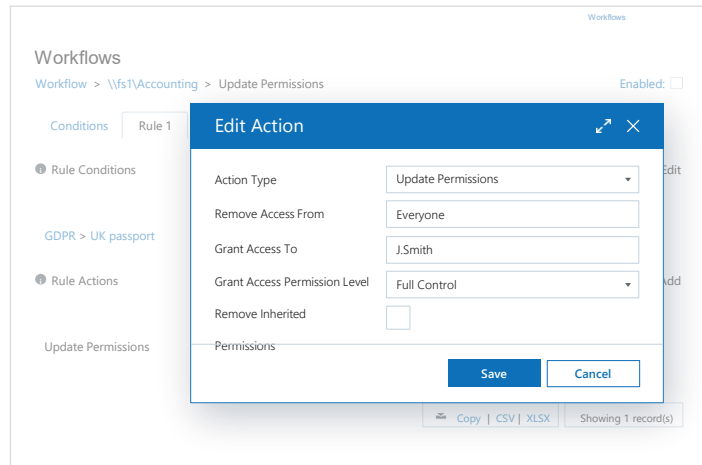 Workflows
Workflows
Workflow > \\fs1\Accounting > Update Permissions
Enabled:
Conditions
Rule 1
Edit Action
Rule Conditions
Edit
Action Type
Update Permissions
Remove Access From
Everyone
GDPR > UK passport
Grant Access To
J.Smith
Rule Actions
Grant Access Permission Level
Full Control
Add
Remove Inherited
Permissions
Update Permissions
Save
Cancel
Copy | CSV | XLSX
Showing 1 record(s)